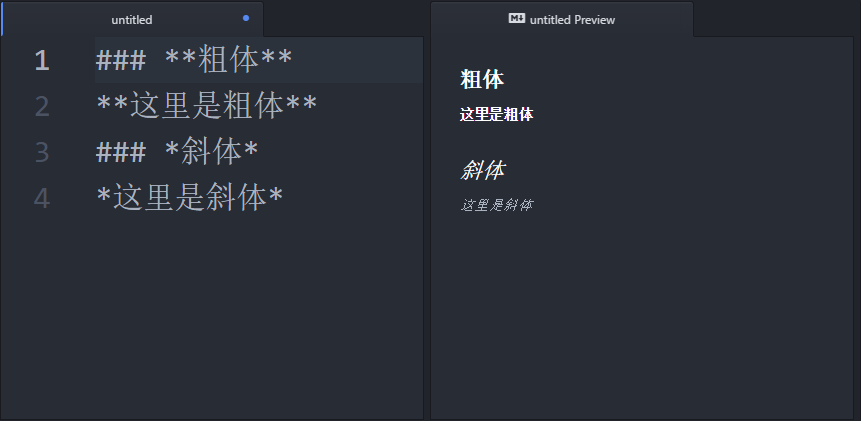 untitled
1 ### **粗体**
2 **这里是粗体**
3 ### *斜体*
4 *这里是斜体*
M↓ untitled Preview
粗体
这里是粗体
斜体
这里是斜体